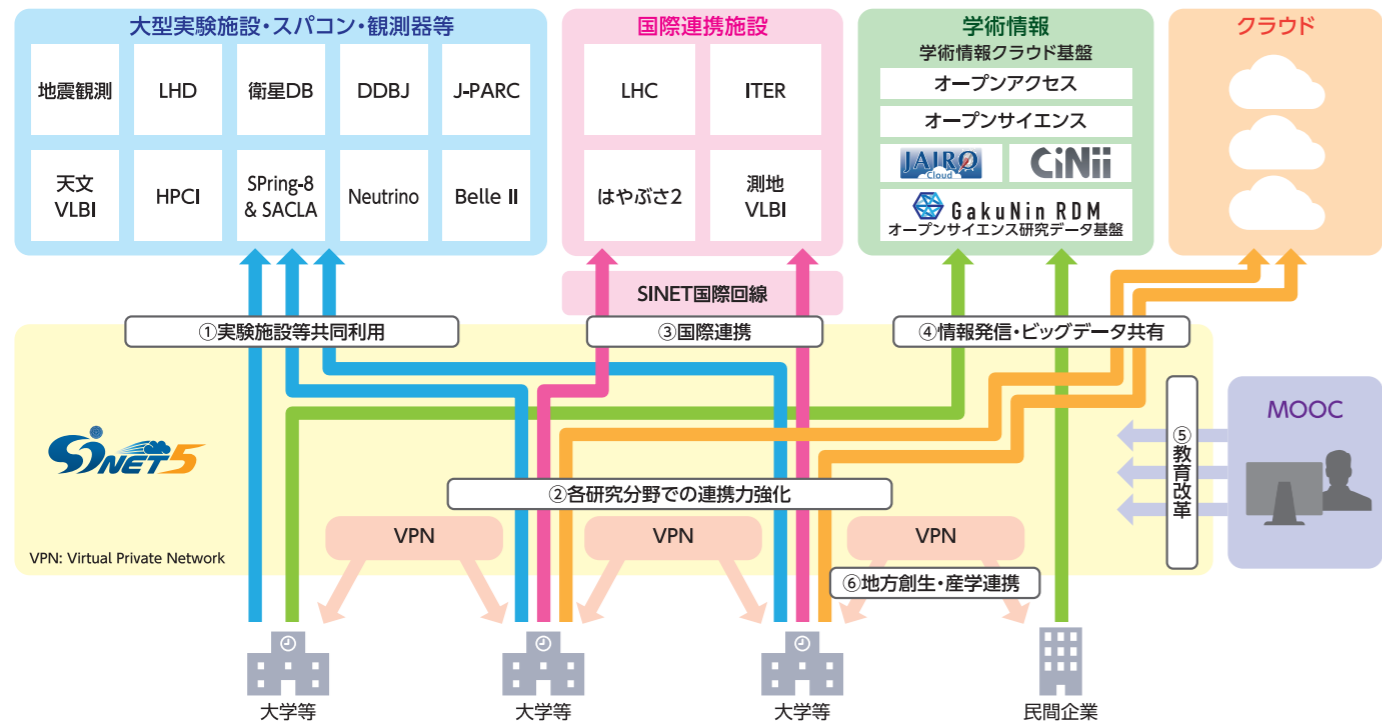 大型実験施設・スパコン・観測器等
地震観測
LHD
衛星DB
DDBJ
J-PARC
天文
VLBI
HPCI
SPring-8
& SACLA
Neutrino
Belle II
国際連携施設
LHC
ITER
はやぶさ2
測地
VLBI
学術情報
学術情報クラウド基盤
オープンアクセス
オープンサイエンス
JAIRO
Cloud
CiNii
GakuNin RDM
オープンサイエンス研究データ基盤
クラウド
SINET国際回線
①実験施設等共同利用
③国際連携
④情報発信・ビッグデータ共有
SINET5
②各研究分野での連携力強化
⑤教育改革
MOOC
VPN
VPN
VPN
VPN: Virtual Private Network
⑥地方創生・産学連携
大学等
大学等
大学等
民間企業